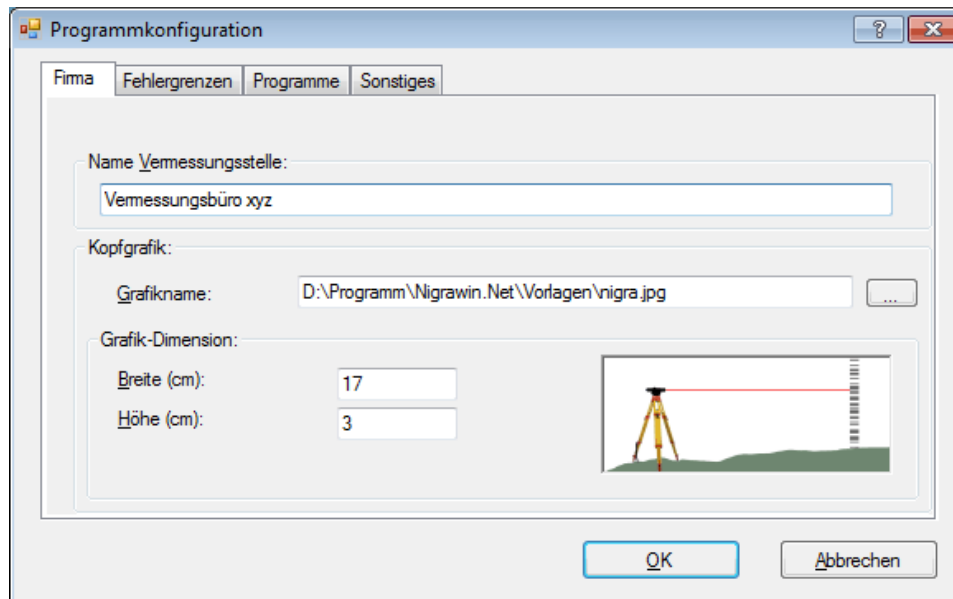 Programmkonfiguration
Firma Fehlergrenzen Programme Sonstiges
Name Vermessungsstelle:
Vermessungsbüro xyz
Kopfgrafik:
Grafikname: D:\Programm\Nigrawin.Net\Vorlagen\nigra.jpg ...
Grafik-Dimension:
Breite (cm): 17
Höhe (cm): 3
OK Abbrechen